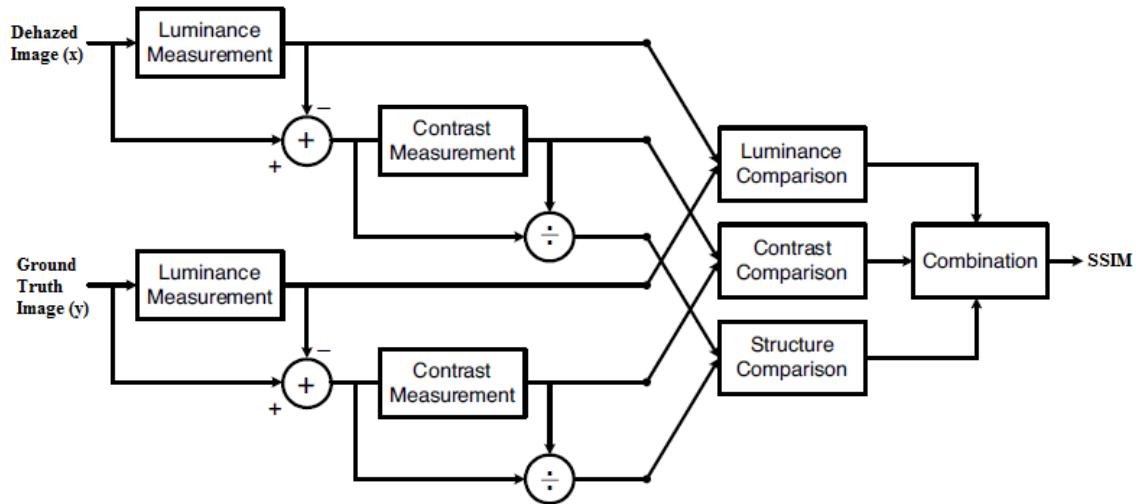 Dehazed
Image (x)
Luminance
Measurement
−
+
+
Contrast
Measurement
÷
Ground
Truth
Image (y)
Luminance
Measurement
−
+
+
Contrast
Measurement
÷
Luminance
Comparison
Contrast
Comparison
Structure
Comparison
Combination
SSIM